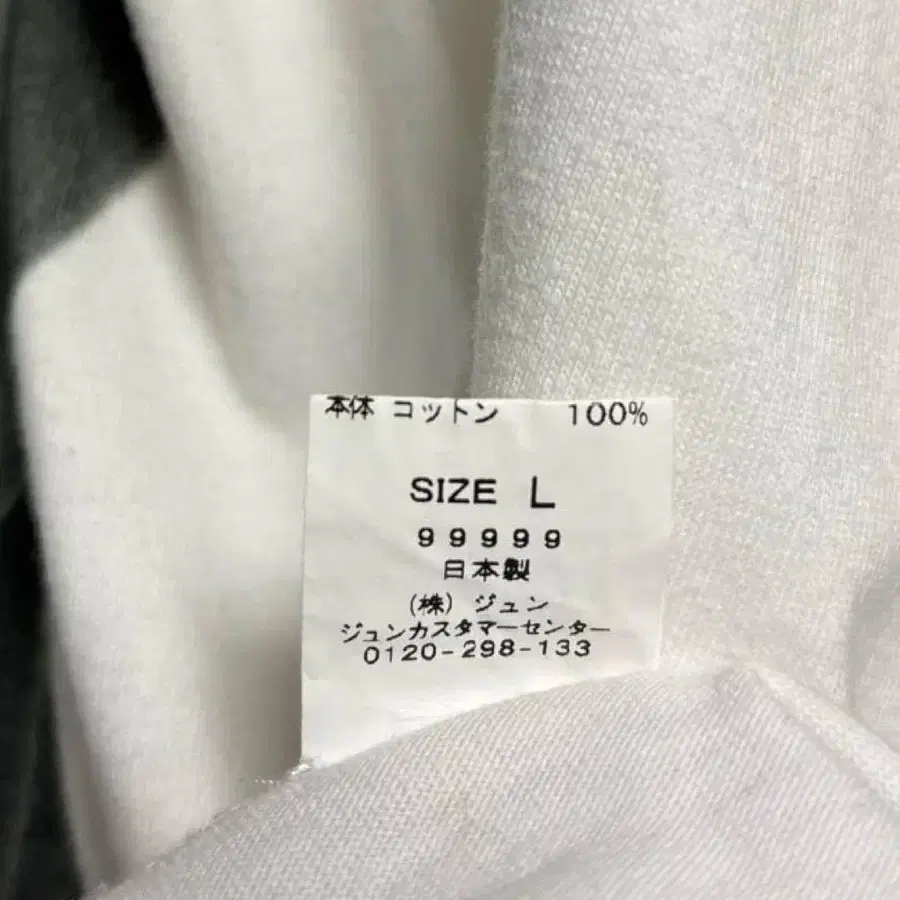 本体 コットン 100%
SIZE L
99999
日本製
(株) ジュン
ジュンカスタマーセンター
0120-298-133